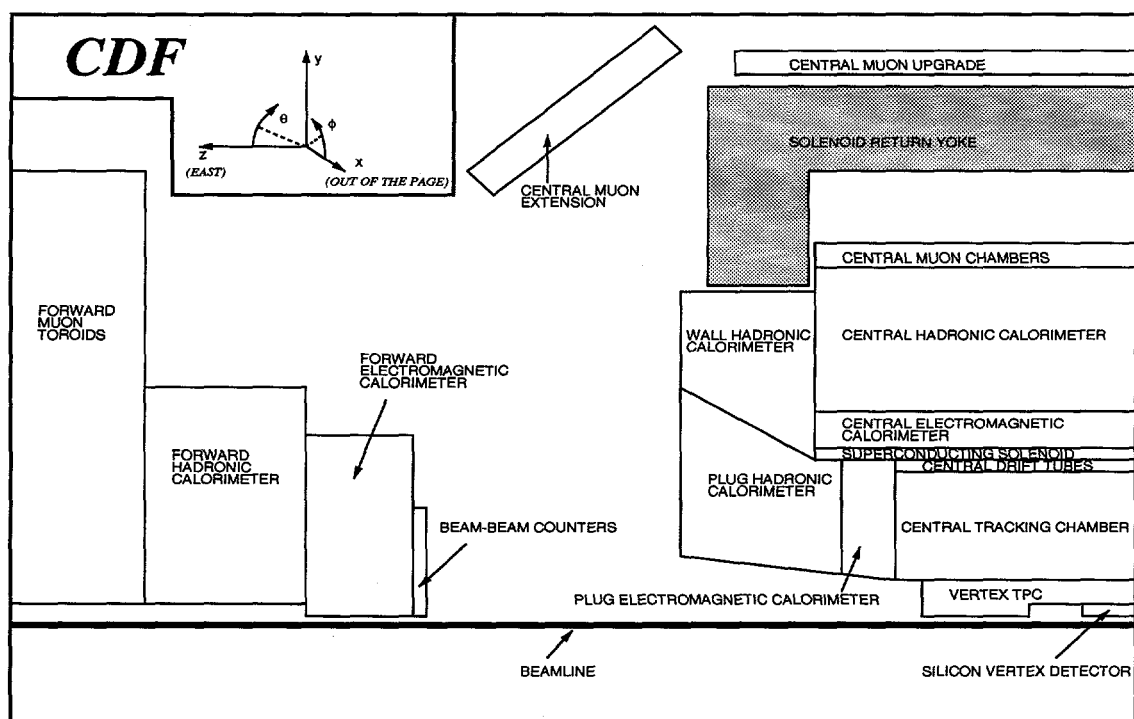 CDF
y
θ
ϕ
z
x
(EAST)
(OUT OF THE PAGE)
CENTRAL MUON
EXTENSION
CENTRAL MUON UPGRADE
SOLENOID RETURN YOKE
CENTRAL MUON CHAMBERS
FORWARD
MUON
TOROIDS
WALL HADRONIC
CALORIMETER
CENTRAL HADRONIC CALORIMETER
FORWARD
ELECTROMAGNETIC
CALORIMETER
CENTRAL ELECTROMAGNETIC
CALORIMETER
SUPERCONDUCTING SOLENOID
CENTRAL DRIFT TUBES
FORWARD
HADRONIC
CALORIMETER
PLUG HADRONIC
CALORIMETER
BEAM-BEAM COUNTERS
CENTRAL TRACKING CHAMBER
PLUG ELECTROMAGNETIC CALORIMETER
VERTEX TPC
BEAMLINE
SILICON VERTEX DETECTOR